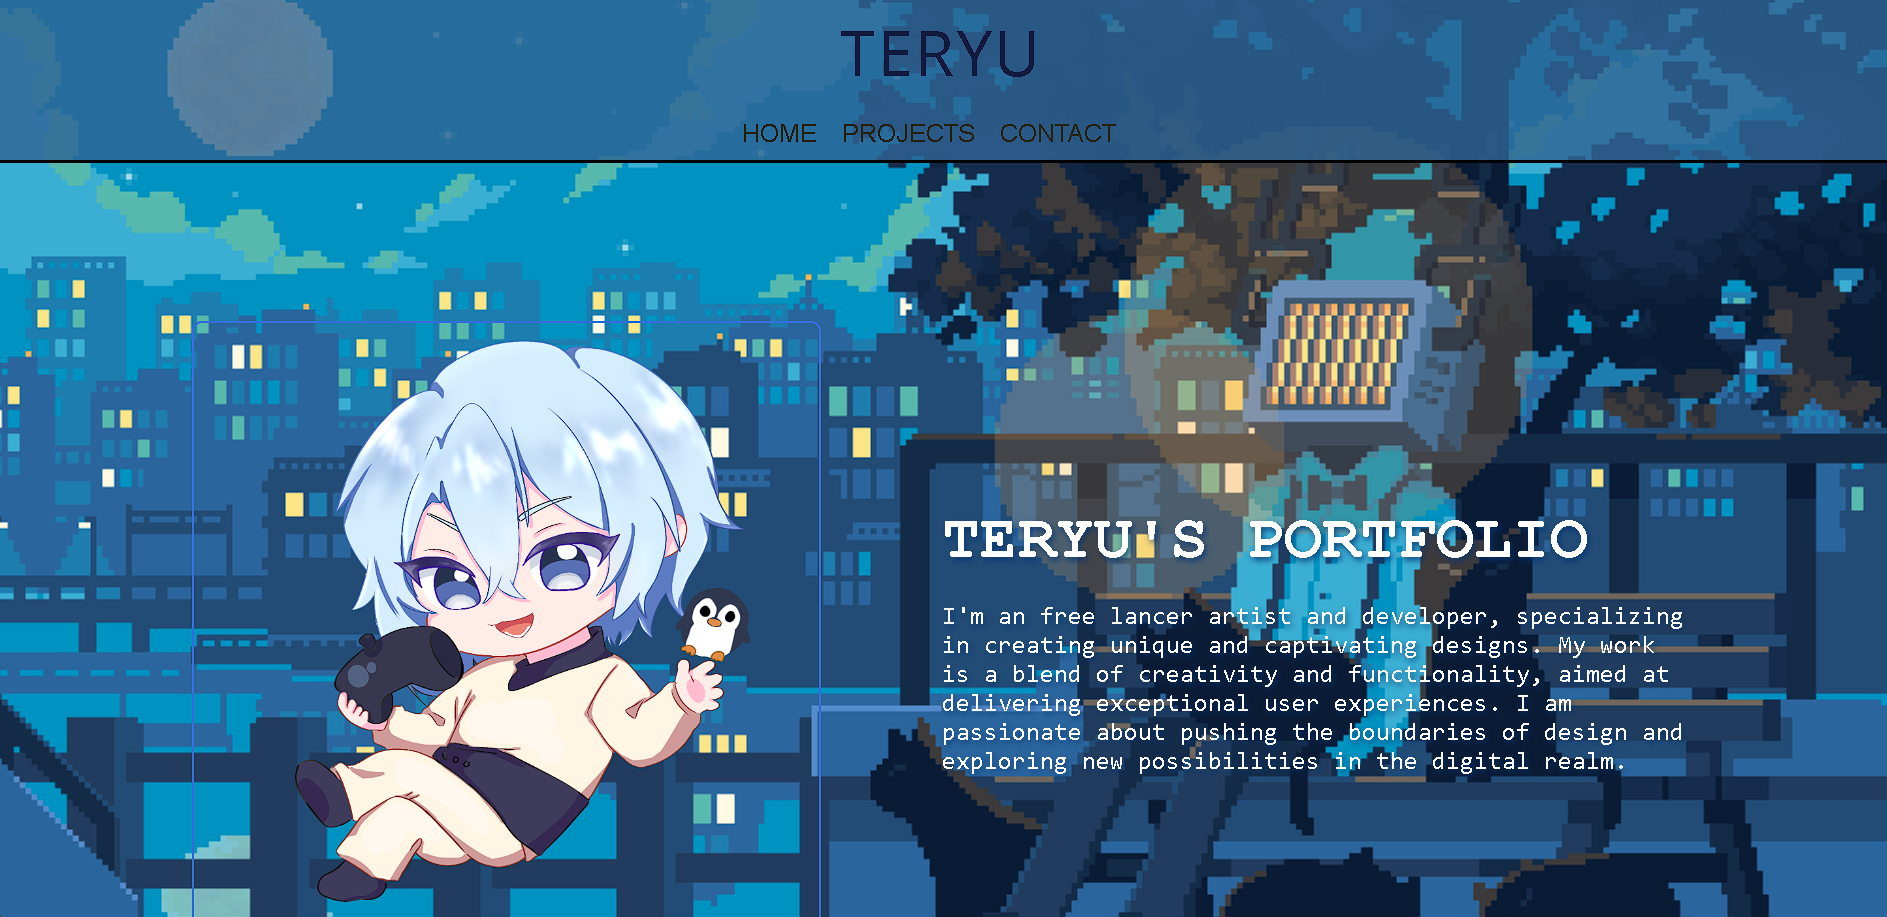 TERYU
HOME PROJECTS CONTACT
TERYU'S PORTFOLIO
I'm an free lancer artist and developer, specializing
in creating unique and captivating designs. My work
is a blend of creativity and functionality, aimed at
delivering exceptional user experiences. I am
passionate about pushing the boundaries of design and
exploring new possibilities in the digital realm.